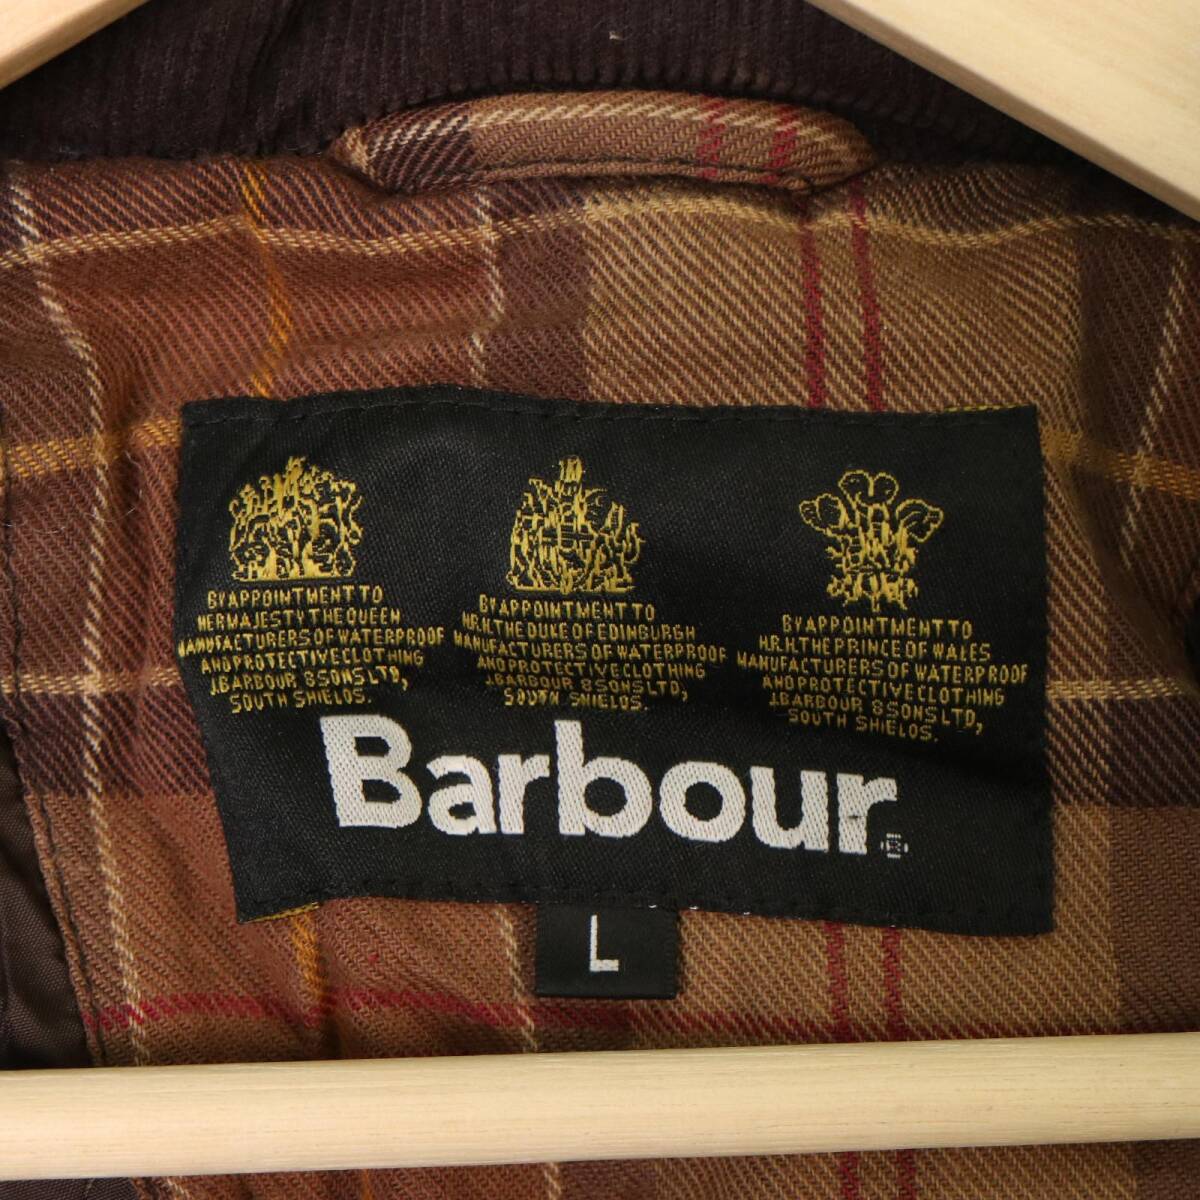 BY APPOINTMENT TO
HER MAJESTY THE QUEEN
MANUFACTURERS OF WATERPROOF
AND PROTECTIVE CLOTHING
J.BARBOUR & SONS LTD,
SOUTH SHIELDS.
BY APPOINTMENT TO
H.R.H. THE DUKE OF EDINBURGH
MANUFACTURERS OF WATERPROOF
AND PROTECTIVE CLOTHING
J.BARBOUR & SONS LTD,
SOUTH SHIELDS.
BY APPOINTMENT TO
H.R.H. THE PRINCE OF WALES
MANUFACTURERS OF WATERPROOF
AND PROTECTIVE CLOTHING
J.BARBOUR & SONS LTD,
SOUTH SHIELDS.
Barbour®
L